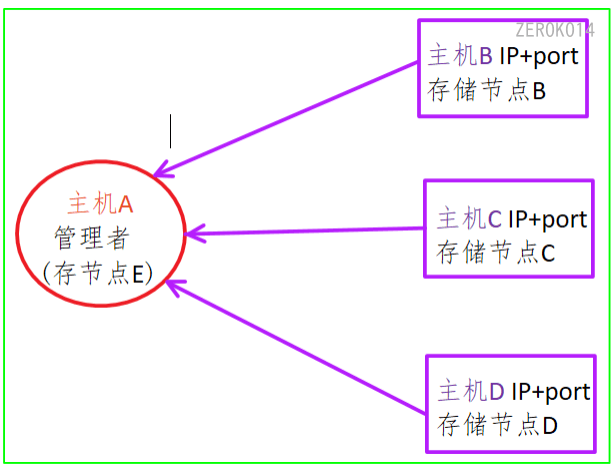 ZEROK014
主机B IP+port
存储节点B
主机A
管理者
(存节点E)
主机C IP+port
存储节点C
主机D IP+port
存储节点D